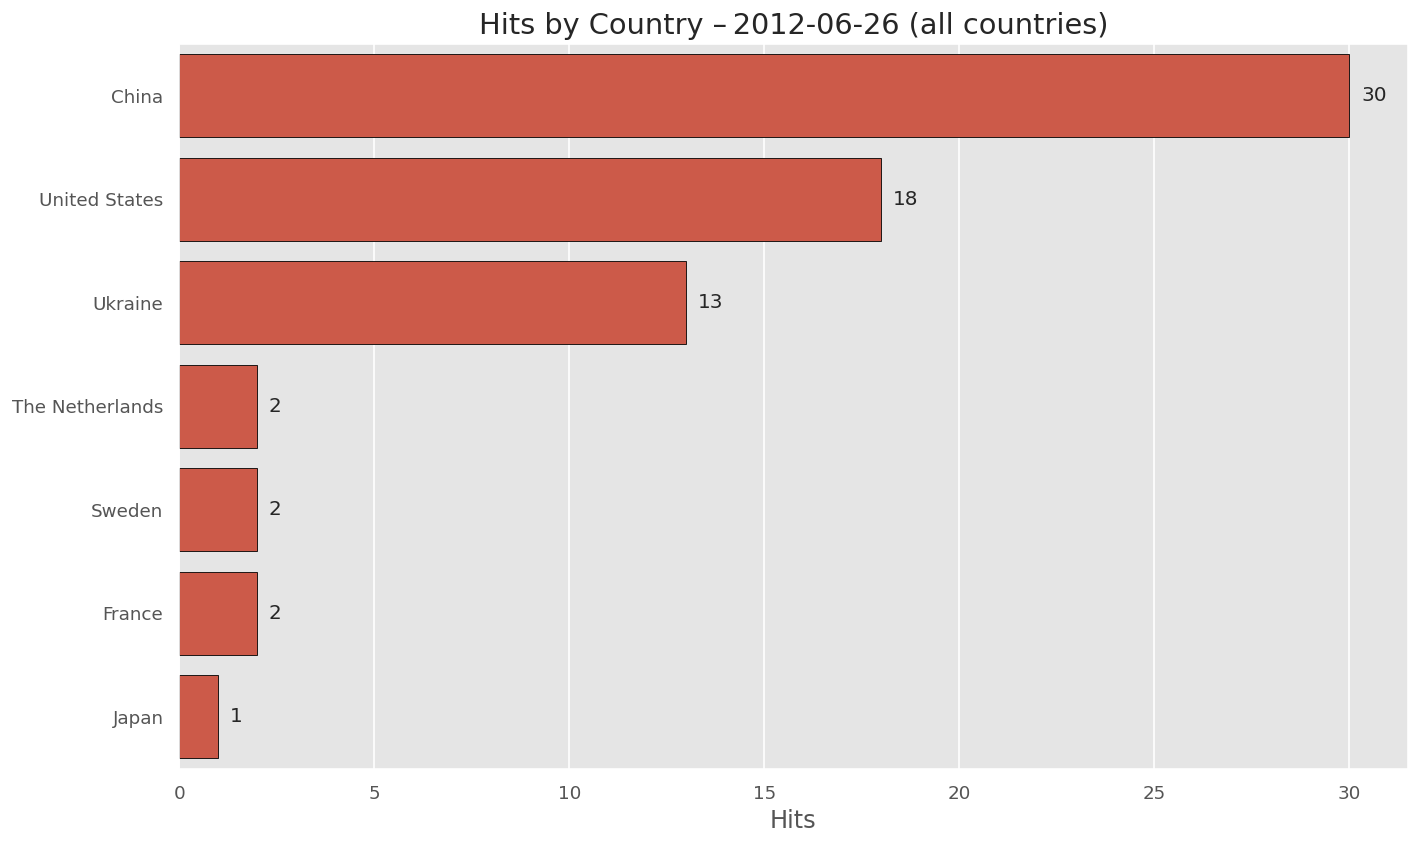 Hits by Country – 2012-06-26 (all countries)
China 30
United States 18
Ukraine 13
The Netherlands 2
Sweden 2
France 2
Japan 1
0 5 10 15 20 25 30
Hits